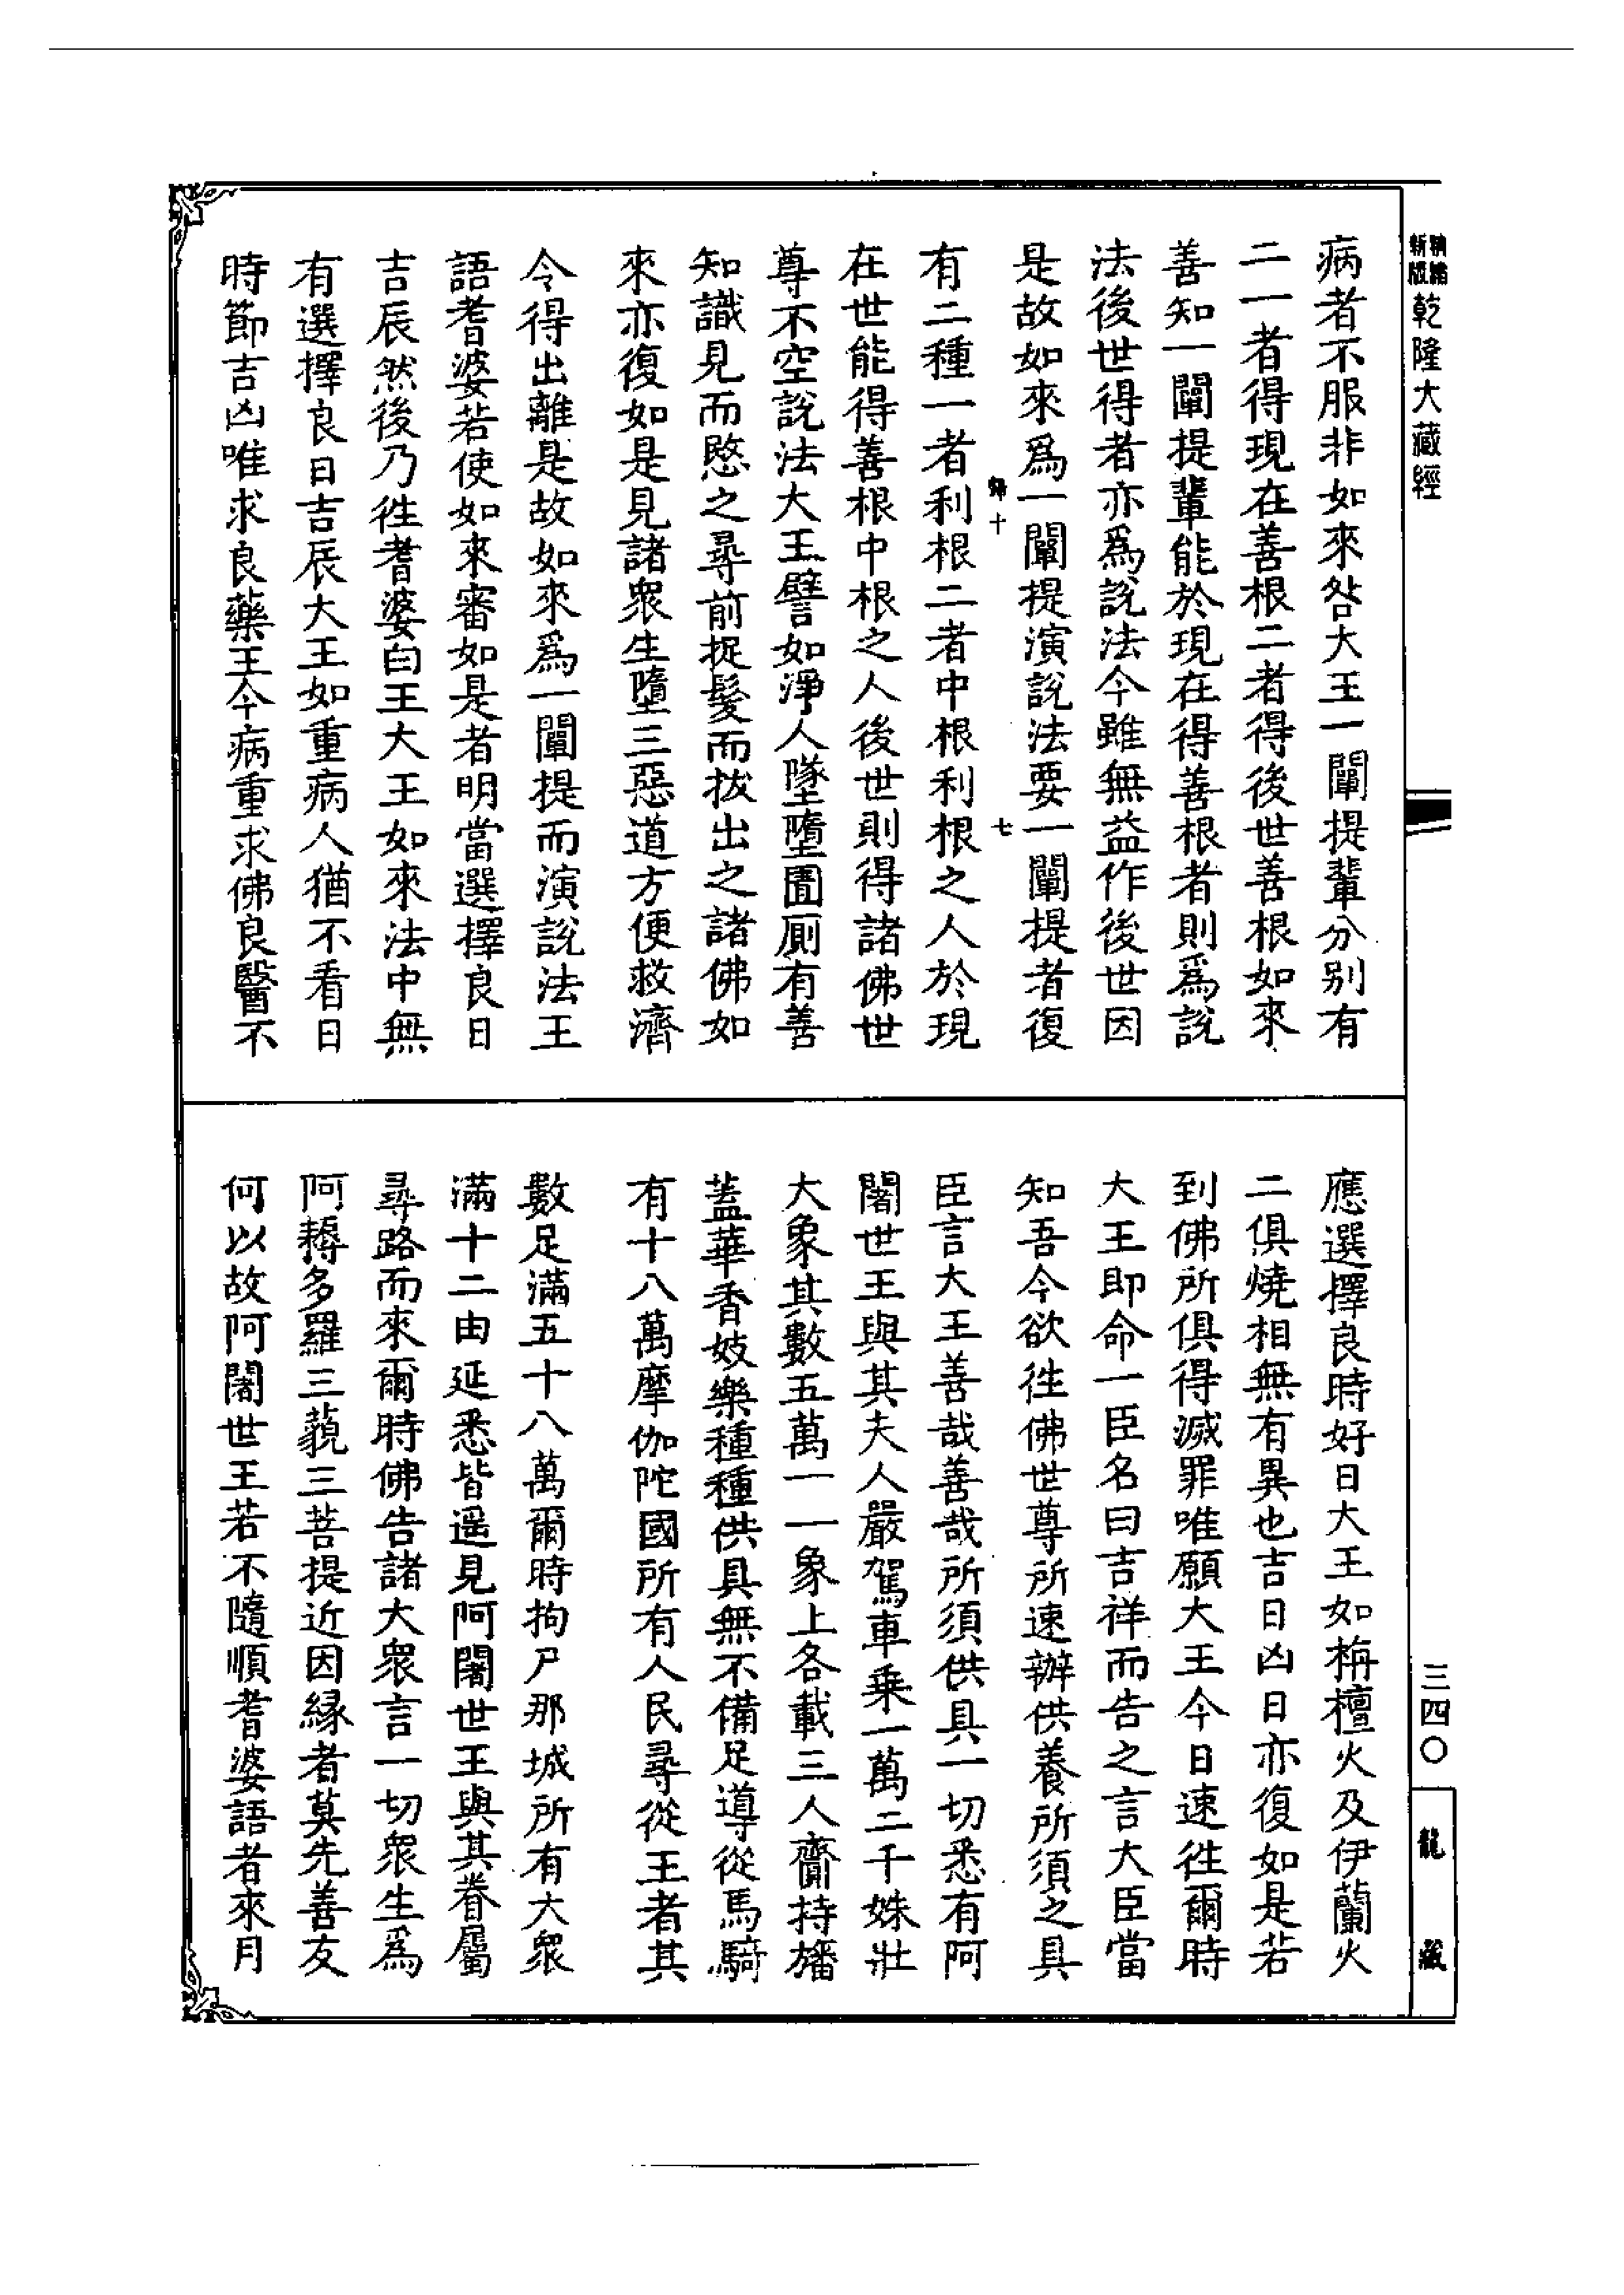 精縮新版乾隆大藏經
病者不服非如來咎大王一闡提輩分別有
二一者得現在善根二者得後世善根如來
善知一闡提輩能於現在得善根者則爲說
法後世得者亦爲說法今雖無益作後世因
是故如來爲一闡提演說法要一闡提者復
歸十 七
有二種一者利根二者中根利根之人於現
在世能得善根中根之人後世則得諸佛世
尊不空說法大王譬如淨人墜墮圊厠有善
知識見而愍之尋前捉髮而拔出之諸佛如
來亦復如是見諸衆生墮三惡道方便救濟
令得出離是故如來爲一闡提而演說法王
語耆婆若使如來審如是者明當選擇良日
吉辰然後乃徃耆婆白王大王如來法中無
有選擇良日吉辰大王如重病人猶不看日
時節吉凶唯求良藥王今病重求佛良醫不
應選擇良時好日大王如栴檀火及伊蘭火
二俱燒相無有異也吉日凶日亦復如是若
到佛所俱得滅罪唯願大王今日速徃爾時
大王即命一臣名曰吉祥而告之言大臣當
知吾今欲徃佛世尊所速辦供養所須之具
臣言大王善哉善哉所須供具一切悉有阿
闍世王與其夫人嚴駕車乗一萬二千姝壯
大象其數五萬一一象上各載三人齎持旛
蓋華香妓樂種種供具無不備足導從馬騎
有十八萬摩伽陀國所有人民尋從王者其
數足滿五十八萬爾時拘尸那城所有大衆
滿十二由延悉皆遥見阿闍世王與其眷屬
尋路而來爾時佛告諸大衆言一切衆生爲
阿耨多羅三藐三菩提近因緣者莫先善友
何以故阿闍世王若不隨順耆婆語者來月
三四〇
龍藏